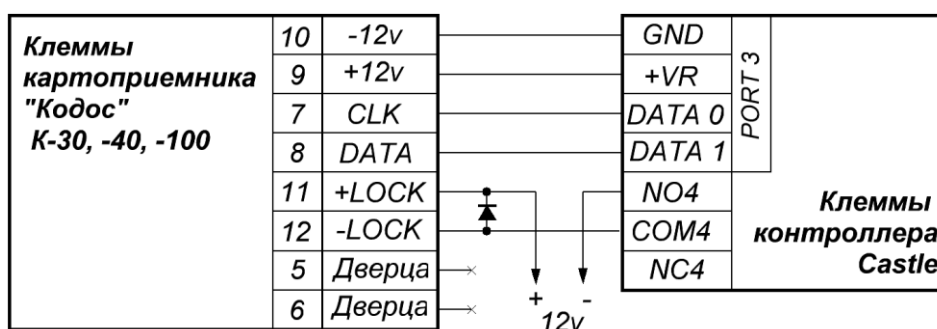 Клеммы
картоприемника
"Кодос"
К-30, -40, -100
10 -12v
9 +12v
7 CLK
8 DATA
11 +LOCK
12 -LOCK
5 Дверца
6 Дверца
+ -
12v
GND
+VR
DATA 0
DATA 1
PORT 3
NO4
COM4
NC4
Клеммы
контроллера
Castle